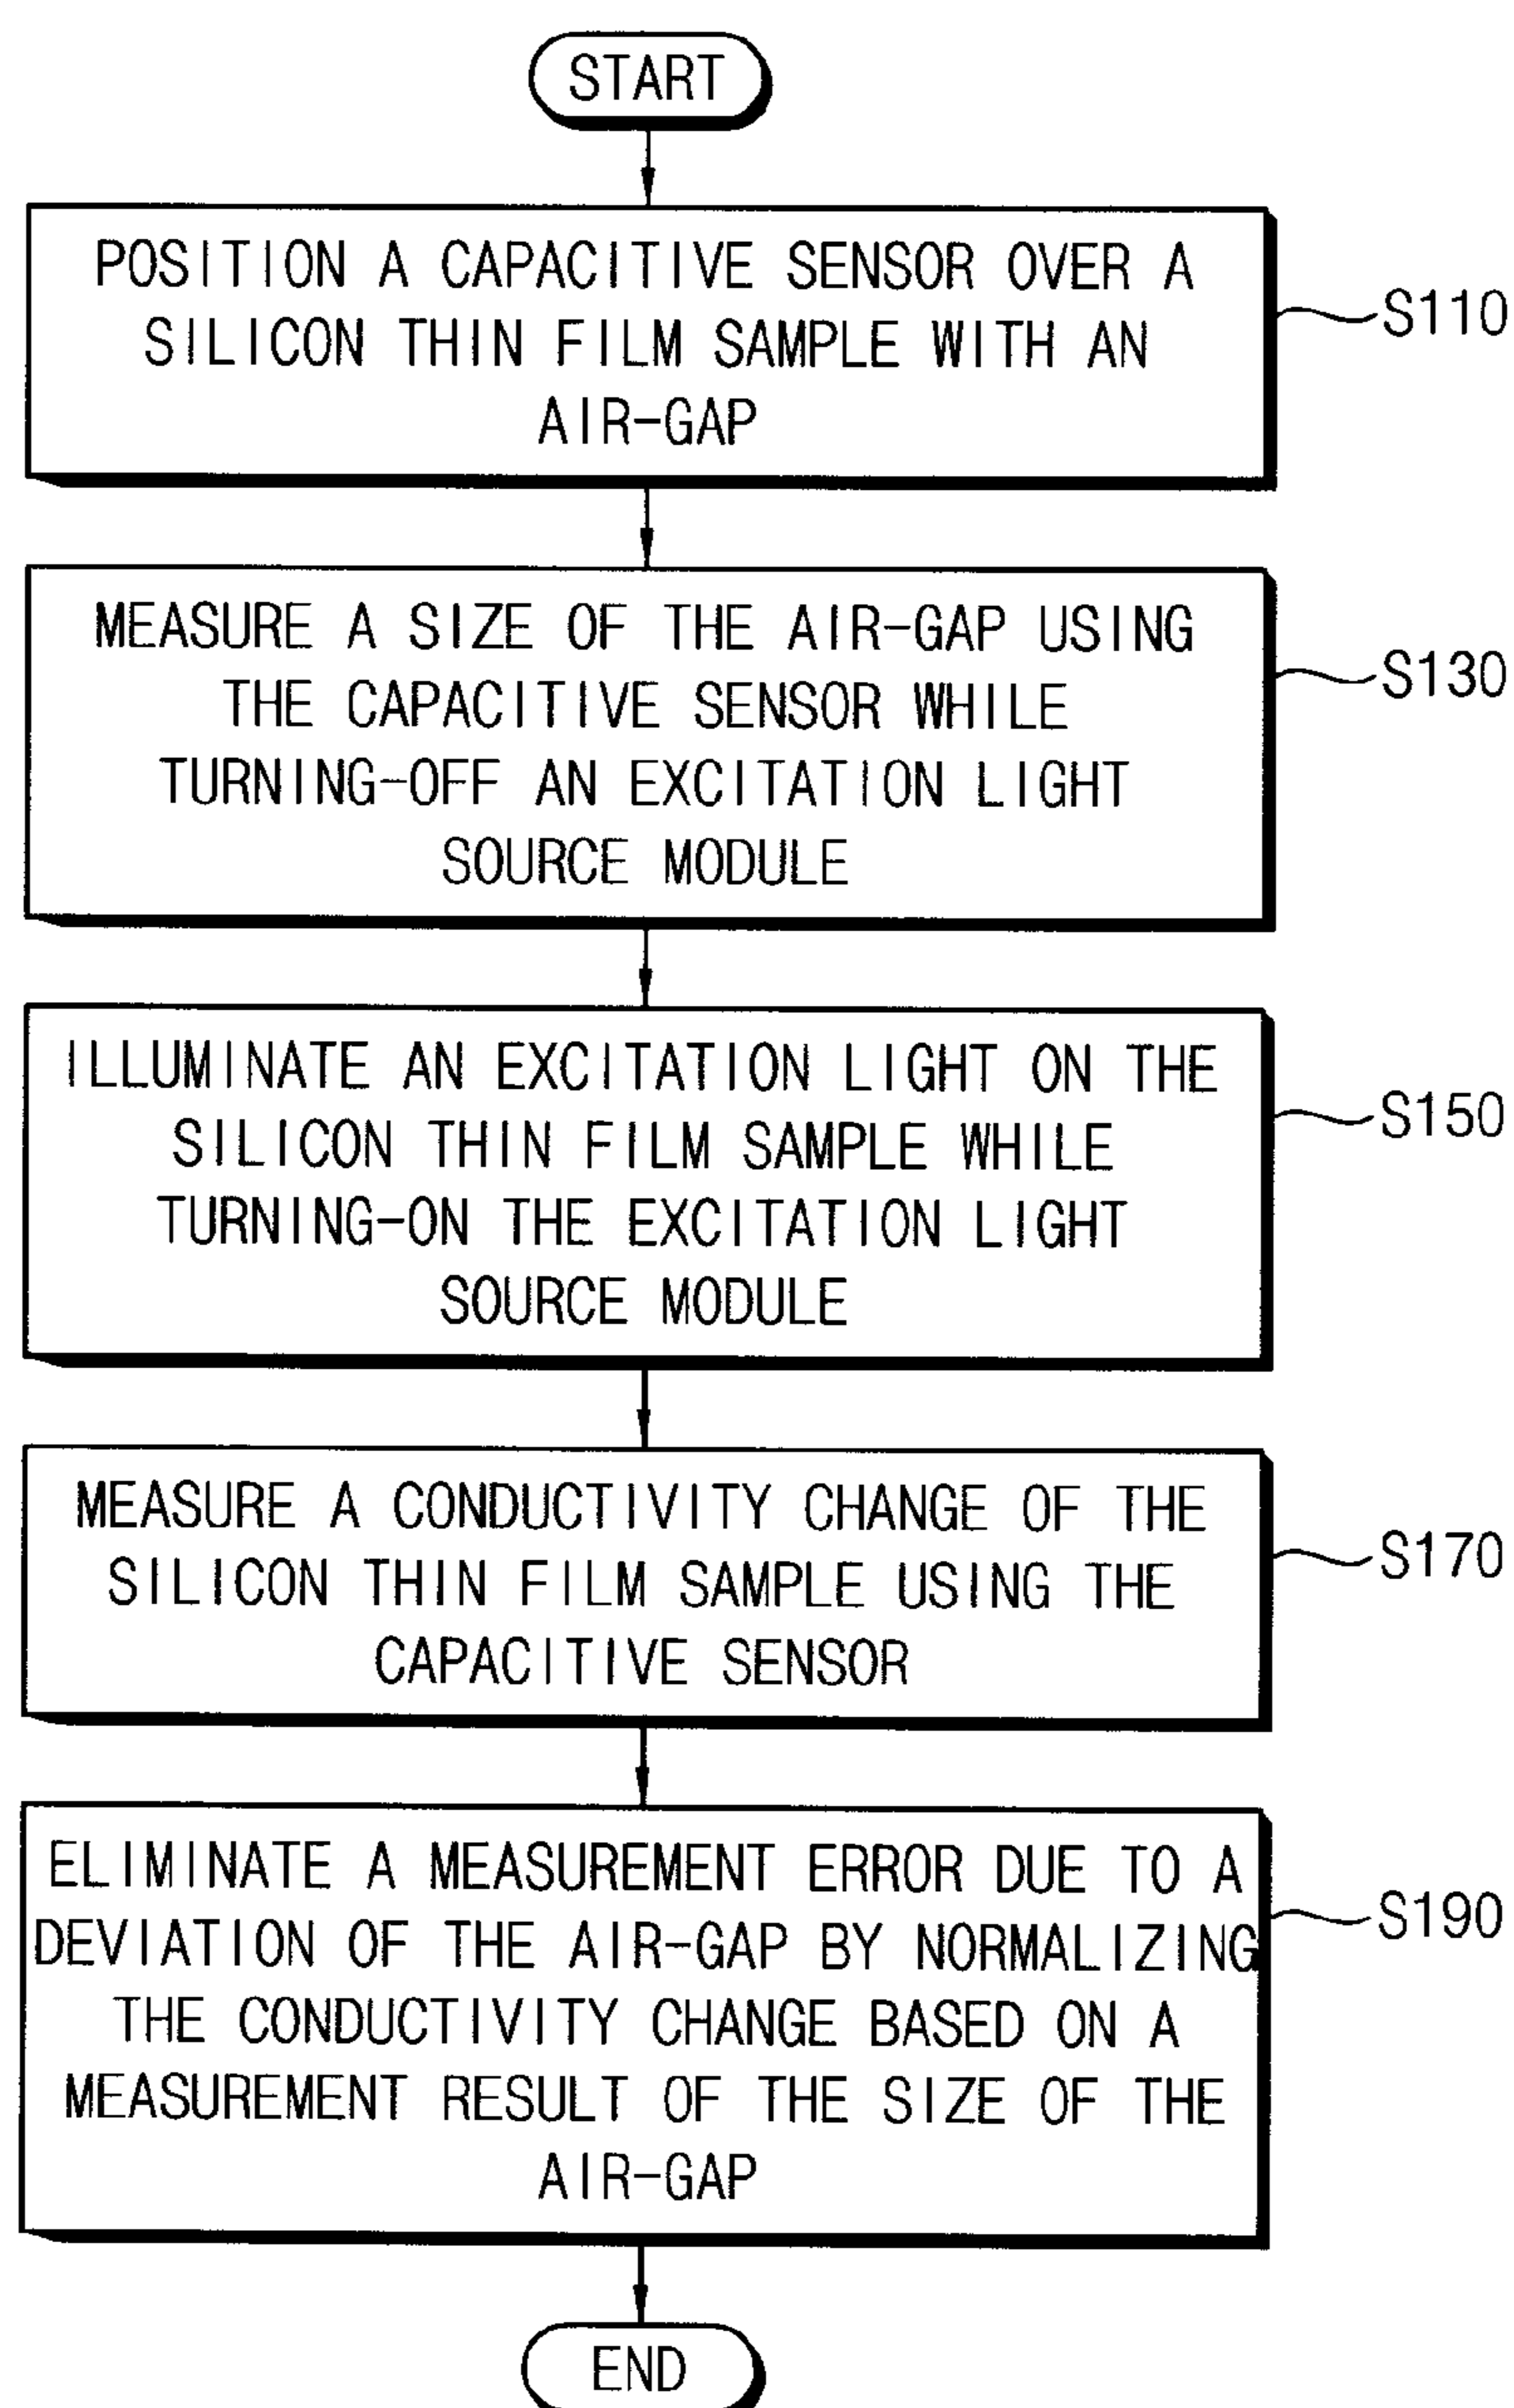 START
POSITION A CAPACITIVE SENSOR OVER A
SILICON THIN FILM SAMPLE WITH AN
AIR-GAP
S110
MEASURE A SIZE OF THE AIR-GAP USING
THE CAPACITIVE SENSOR WHILE
TURNING-OFF AN EXCITATION LIGHT
SOURCE MODULE
S130
ILLUMINATE AN EXCITATION LIGHT ON THE
SILICON THIN FILM SAMPLE WHILE
TURNING-ON THE EXCITATION LIGHT
SOURCE MODULE
S150
MEASURE A CONDUCTIVITY CHANGE OF THE
SILICON THIN FILM SAMPLE USING THE
CAPACITIVE SENSOR
S170
ELIMINATE A MEASUREMENT ERROR DUE TO A
DEVIATION OF THE AIR-GAP BY NORMALIZING
THE CONDUCTIVITY CHANGE BASED ON A
MEASUREMENT RESULT OF THE SIZE OF THE
AIR-GAP
S190
END